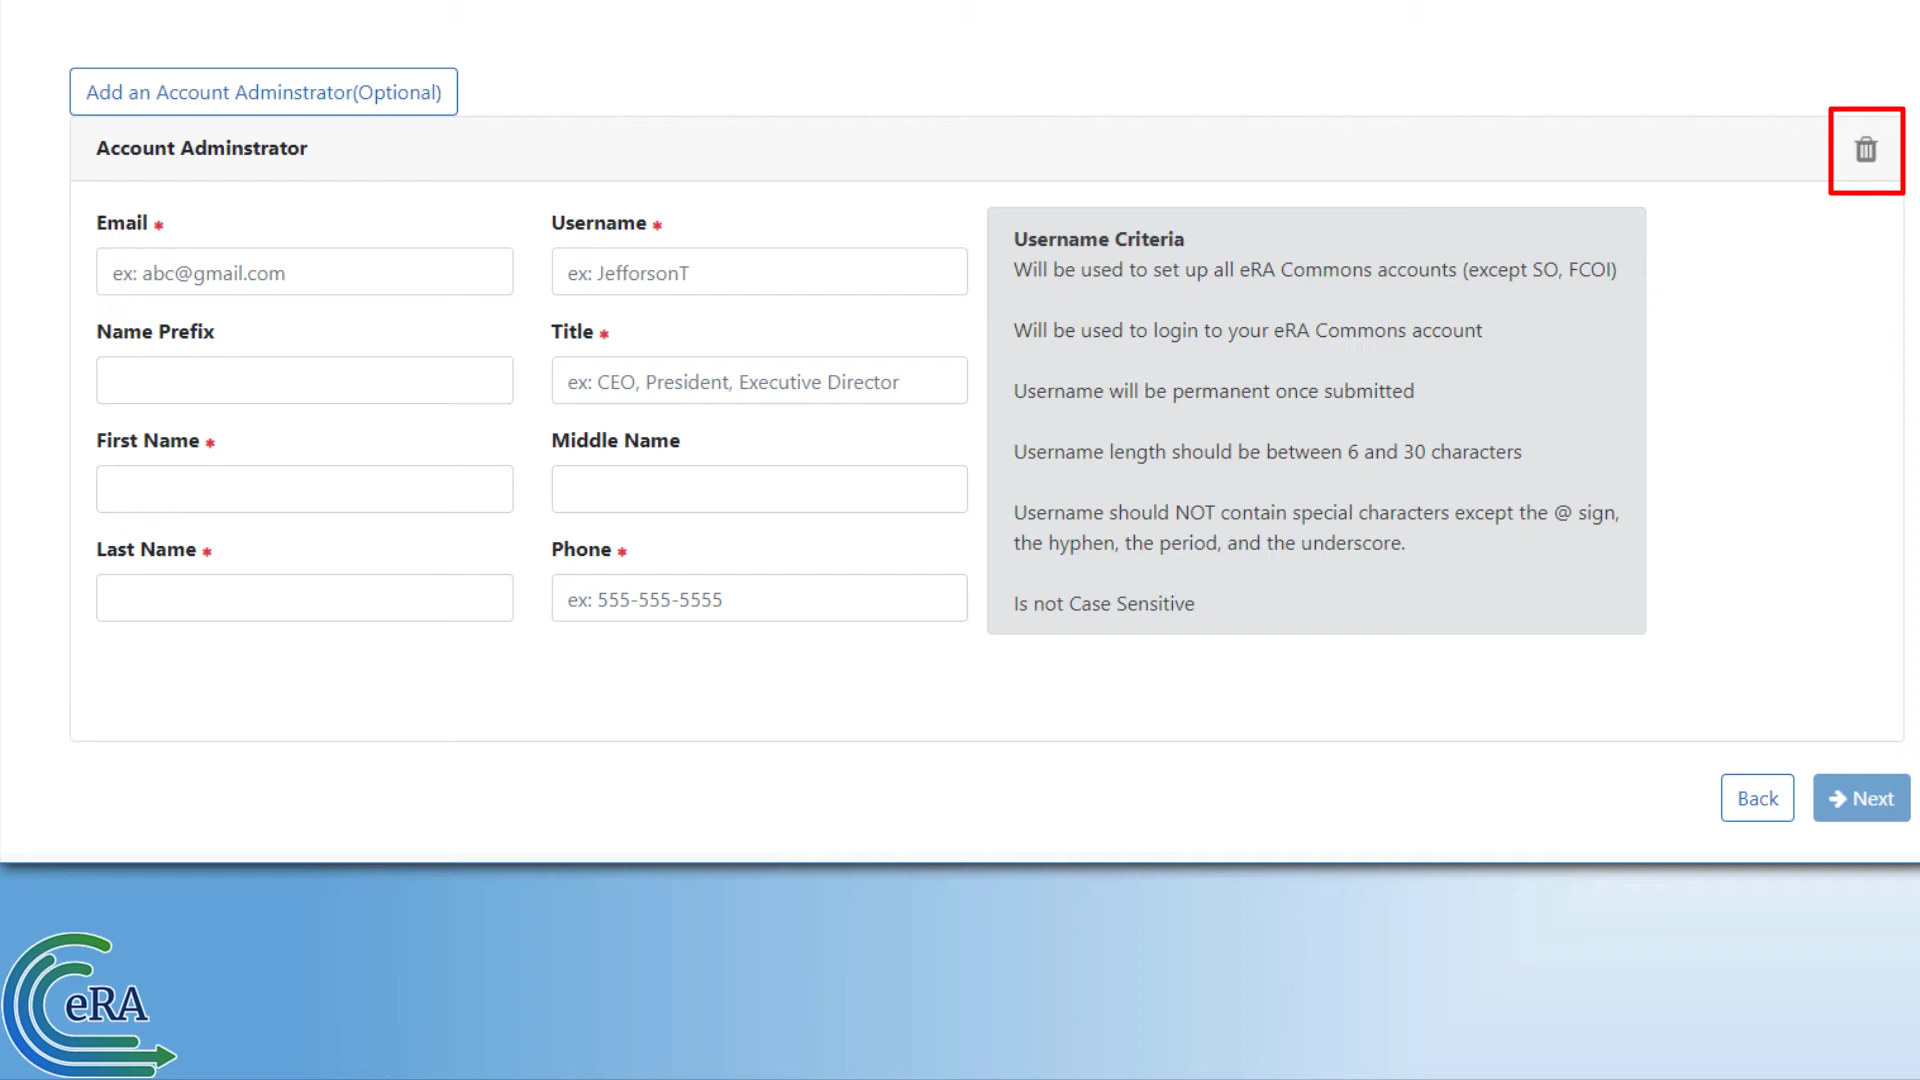 Add an Account Adminstrator(Optional)
Account Adminstrator
Email *
ex: abc@gmail.com
Username *
ex: JefforsonT
Name Prefix
Title *
ex: CEO, President, Executive Director
First Name *
Middle Name
Last Name *
Phone *
ex: 555-555-5555
Username Criteria
Will be used to set up all eRA Commons accounts (except SO, FCOI)
Will be used to login to your eRA Commons account
Username will be permanent once submitted
Username length should be between 6 and 30 characters
Username should NOT contain special characters except the @ sign,
the hyphen, the period, and the underscore.
Is not Case Sensitive
Back
Next
eRA